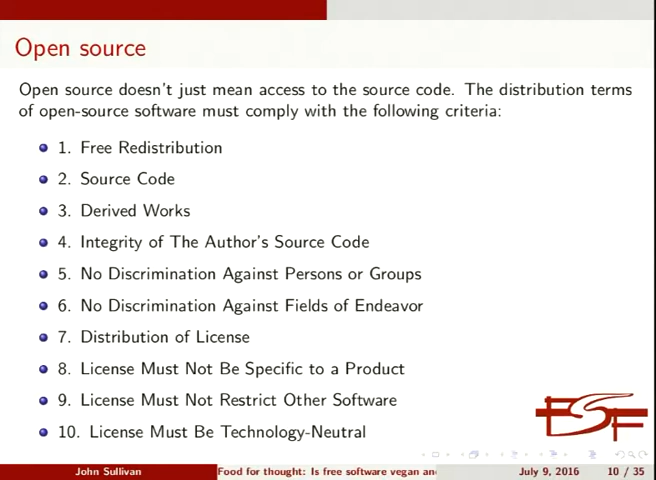 Open source
Open source doesn't just mean access to the source code. The distribution terms
of open-source software must comply with the following criteria:
1. Free Redistribution
2. Source Code
3. Derived Works
4. Integrity of The Author's Source Code
5. No Discrimination Against Persons or Groups
6. No Discrimination Against Fields of Endeavor
7. Distribution of License
8. License Must Not Be Specific to a Product
9. License Must Not Restrict Other Software
10. License Must Be Technology-Neutral
FSF
John Sullivan Food for thought: Is free software vegan an July 9, 2016 10 / 35